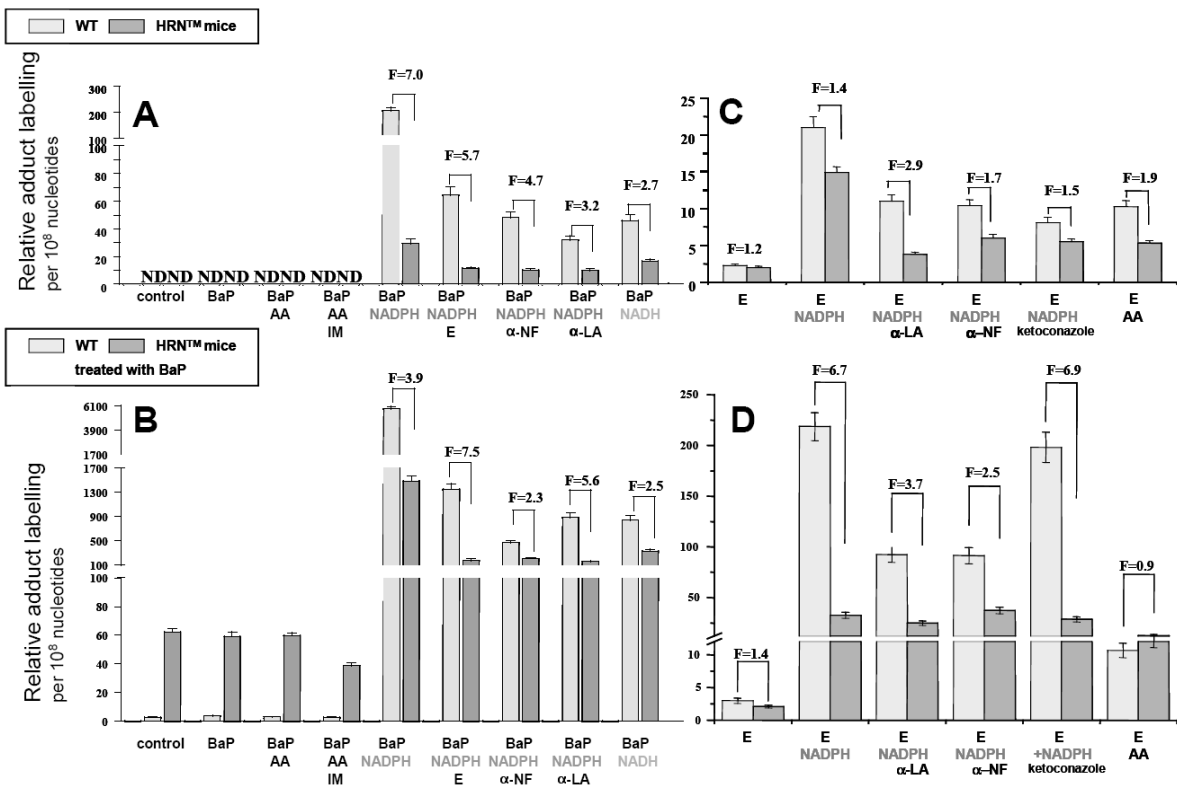 WT HRN™ mice
Relative adduct labelling
per 10⁸ nucleotides
A
300
200
100
100
80
60
40
20
0
F=7.0
F=5.7
F=4.7
F=3.2
F=2.7
NDND NDND NDND NDND
control BaP BaP BaP BaP BaP BaP BaP BaP
AA AA NADPH NADPH NADPH NADPH NADH
IM E α-NF α-LA
C
25
20
15
10
5
0
F=1.2
F=1.4
F=2.9
F=1.7
F=1.5
F=1.9
E E E E E E
NADPH NADPH NADPH NADPH AA
α-LA α–NF ketoconazole
WT HRN™ mice
treated with BaP
Relative adduct labelling
per 10⁸ nucleotides
B
6100
3900
1700
1700
1300
900
500
100
100
80
60
40
20
0
F=3.9
F=7.5
F=2.3
F=5.6
F=2.5
control BaP BaP BaP BaP BaP BaP BaP BaP
AA AA NADPH NADPH NADPH NADPH NADH
IM E α-NF α-LA
D
250
200
150
100
50
10
5
0
F=1.4
F=6.7
F=3.7
F=2.5
F=6.9
F=0.9
E E E E E E
NADPH NADPH NADPH +NADPH AA
α-LA α–NF ketoconazole